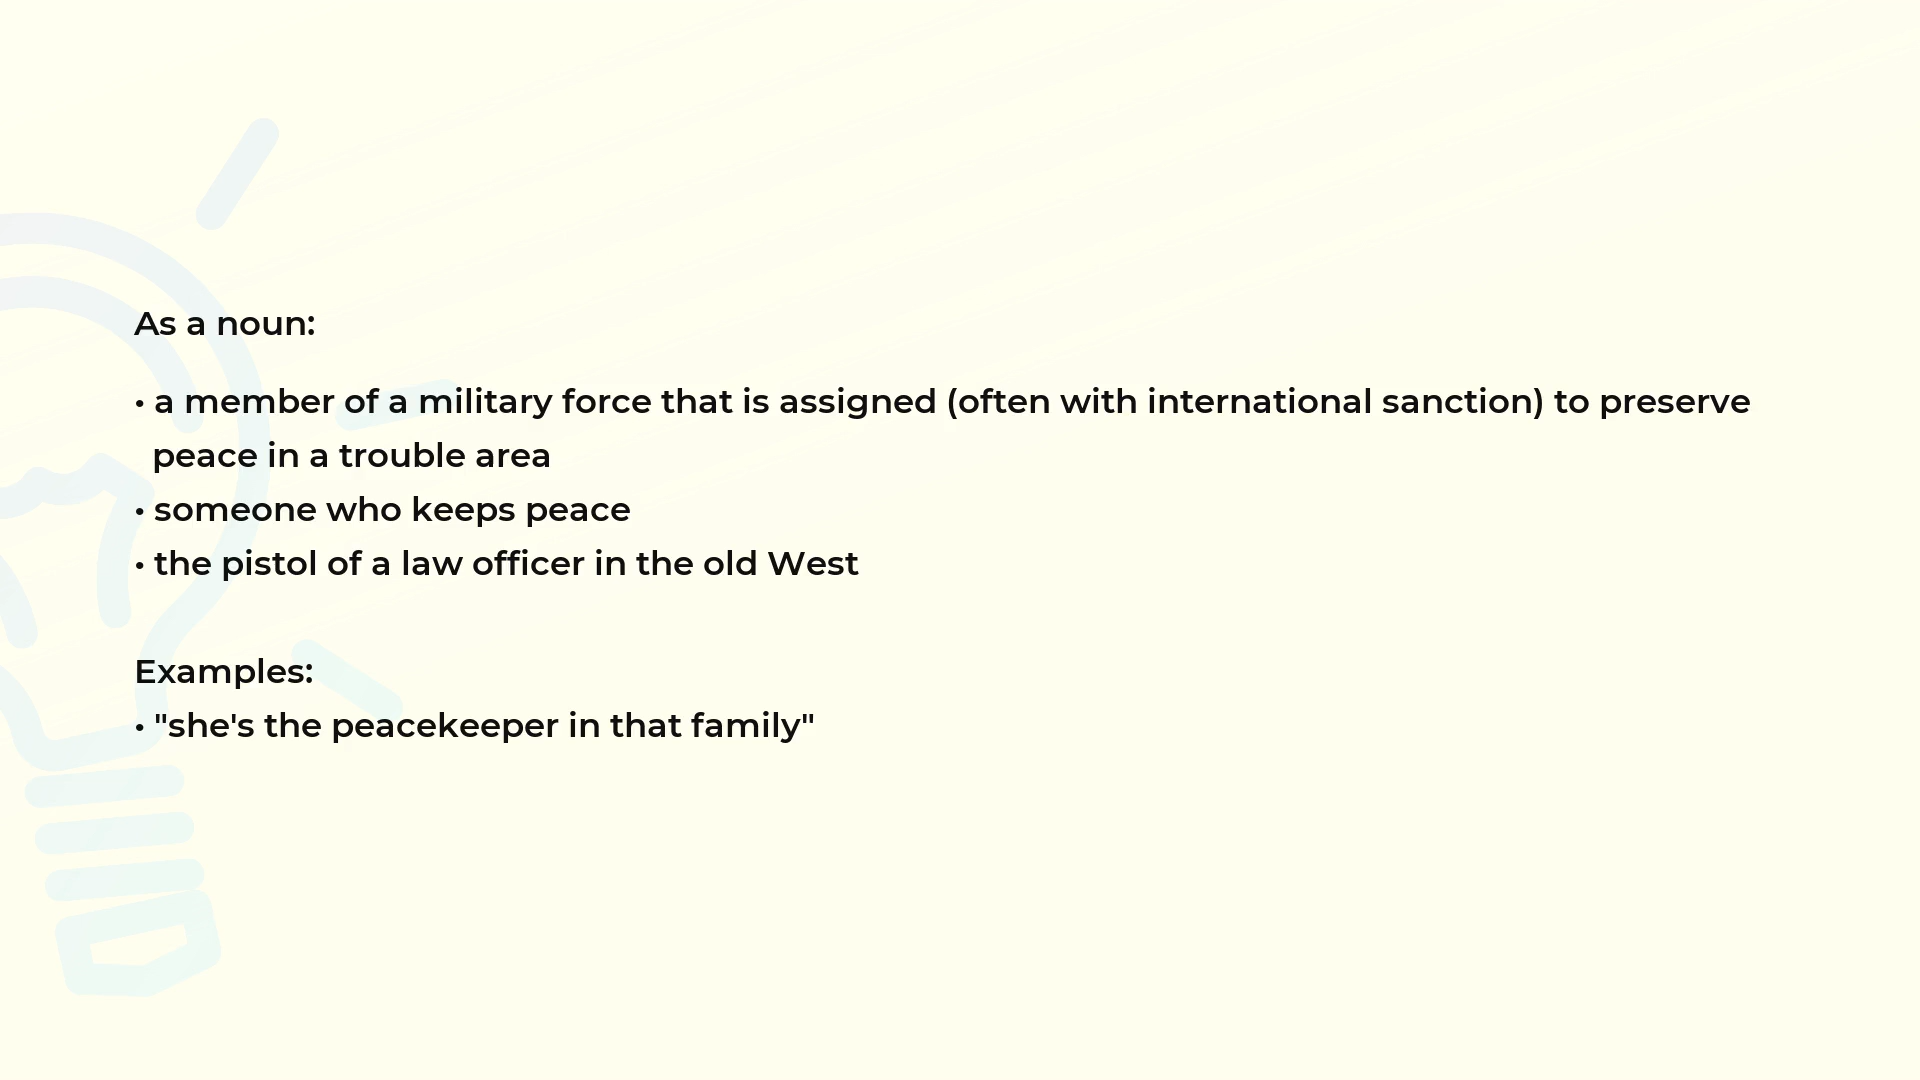 As a noun:
• a member of a military force that is assigned (often with international sanction) to preserve
peace in a trouble area
• someone who keeps peace
• the pistol of a law officer in the old West
Examples:
• "she's the peacekeeper in that family"